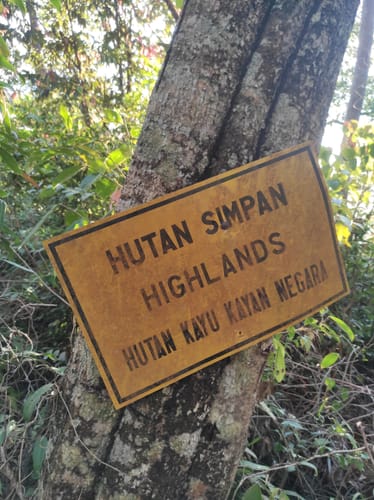 HUTAN SIMPAN
HIGHLANDS
HUTAN KAYU KAYAN NEGARA